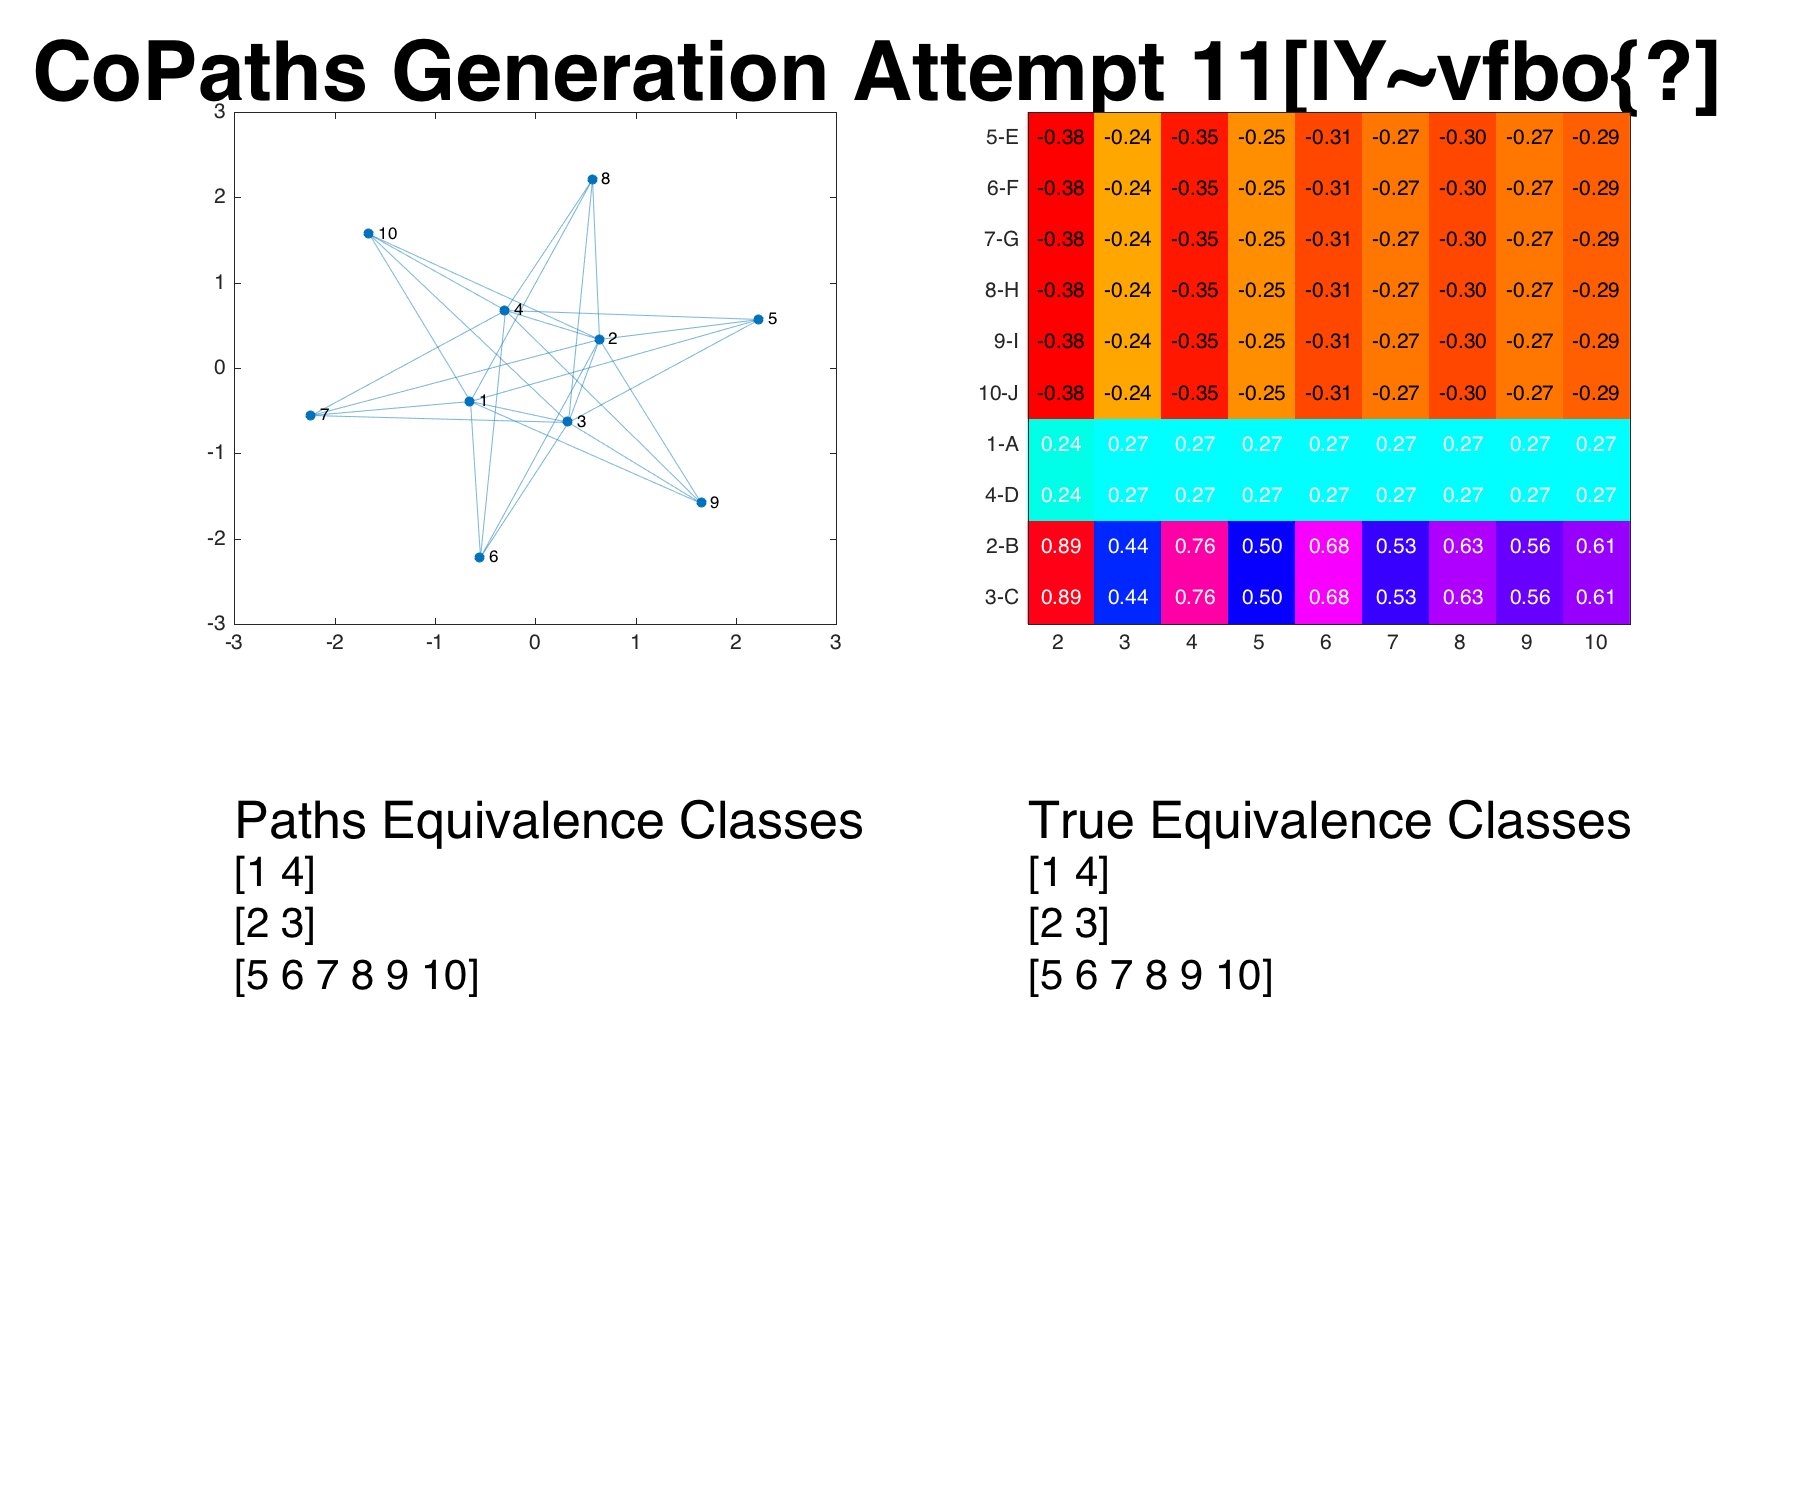 CoPaths Generation Attempt 11[IY~vfbo{?]
3
2
1
0
-1
-2
-3
-3 -2 -1 0 1 2 3
8
10
4
5
2
7
1
3
9
6
5-E -0.38 -0.24 -0.35 -0.25 -0.31 -0.27 -0.30 -0.27 -0.29
6-F -0.38 -0.24 -0.35 -0.25 -0.31 -0.27 -0.30 -0.27 -0.29
7-G -0.38 -0.24 -0.35 -0.25 -0.31 -0.27 -0.30 -0.27 -0.29
8-H -0.38 -0.24 -0.35 -0.25 -0.31 -0.27 -0.30 -0.27 -0.29
9-I -0.38 -0.24 -0.35 -0.25 -0.31 -0.27 -0.30 -0.27 -0.29
10-J -0.38 -0.24 -0.35 -0.25 -0.31 -0.27 -0.30 -0.27 -0.29
1-A 0.24 0.27 0.27 0.27 0.27 0.27 0.27 0.27 0.27
4-D 0.24 0.27 0.27 0.27 0.27 0.27 0.27 0.27 0.27
2-B 0.89 0.44 0.76 0.50 0.68 0.53 0.63 0.56 0.61
3-C 0.89 0.44 0.76 0.50 0.68 0.53 0.63 0.56 0.61
2 3 4 5 6 7 8 9 10
Paths Equivalence Classes
[1 4]
[2 3]
[5 6 7 8 9 10]
True Equivalence Classes
[1 4]
[2 3]
[5 6 7 8 9 10]